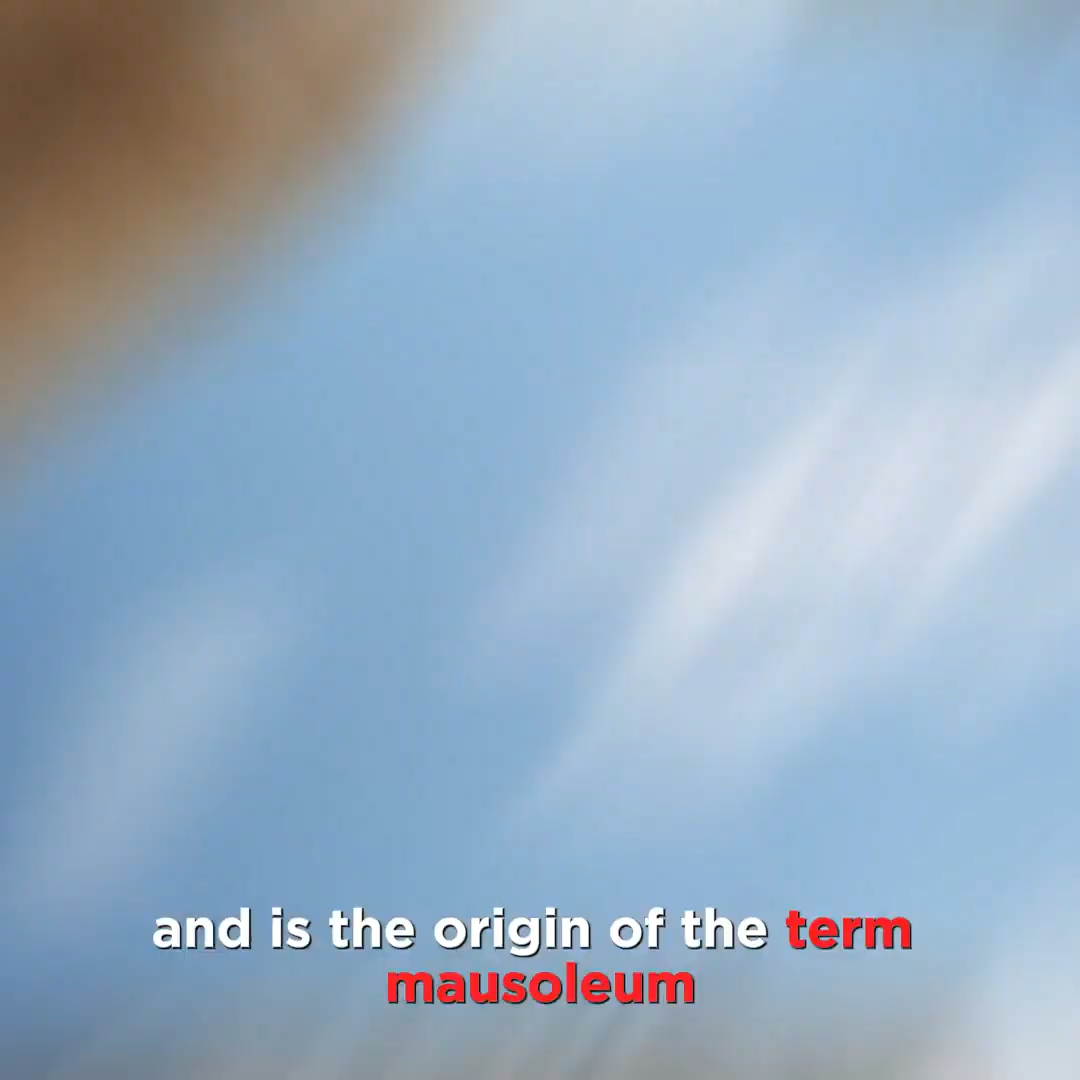 and is the origin of the term
mausoleum